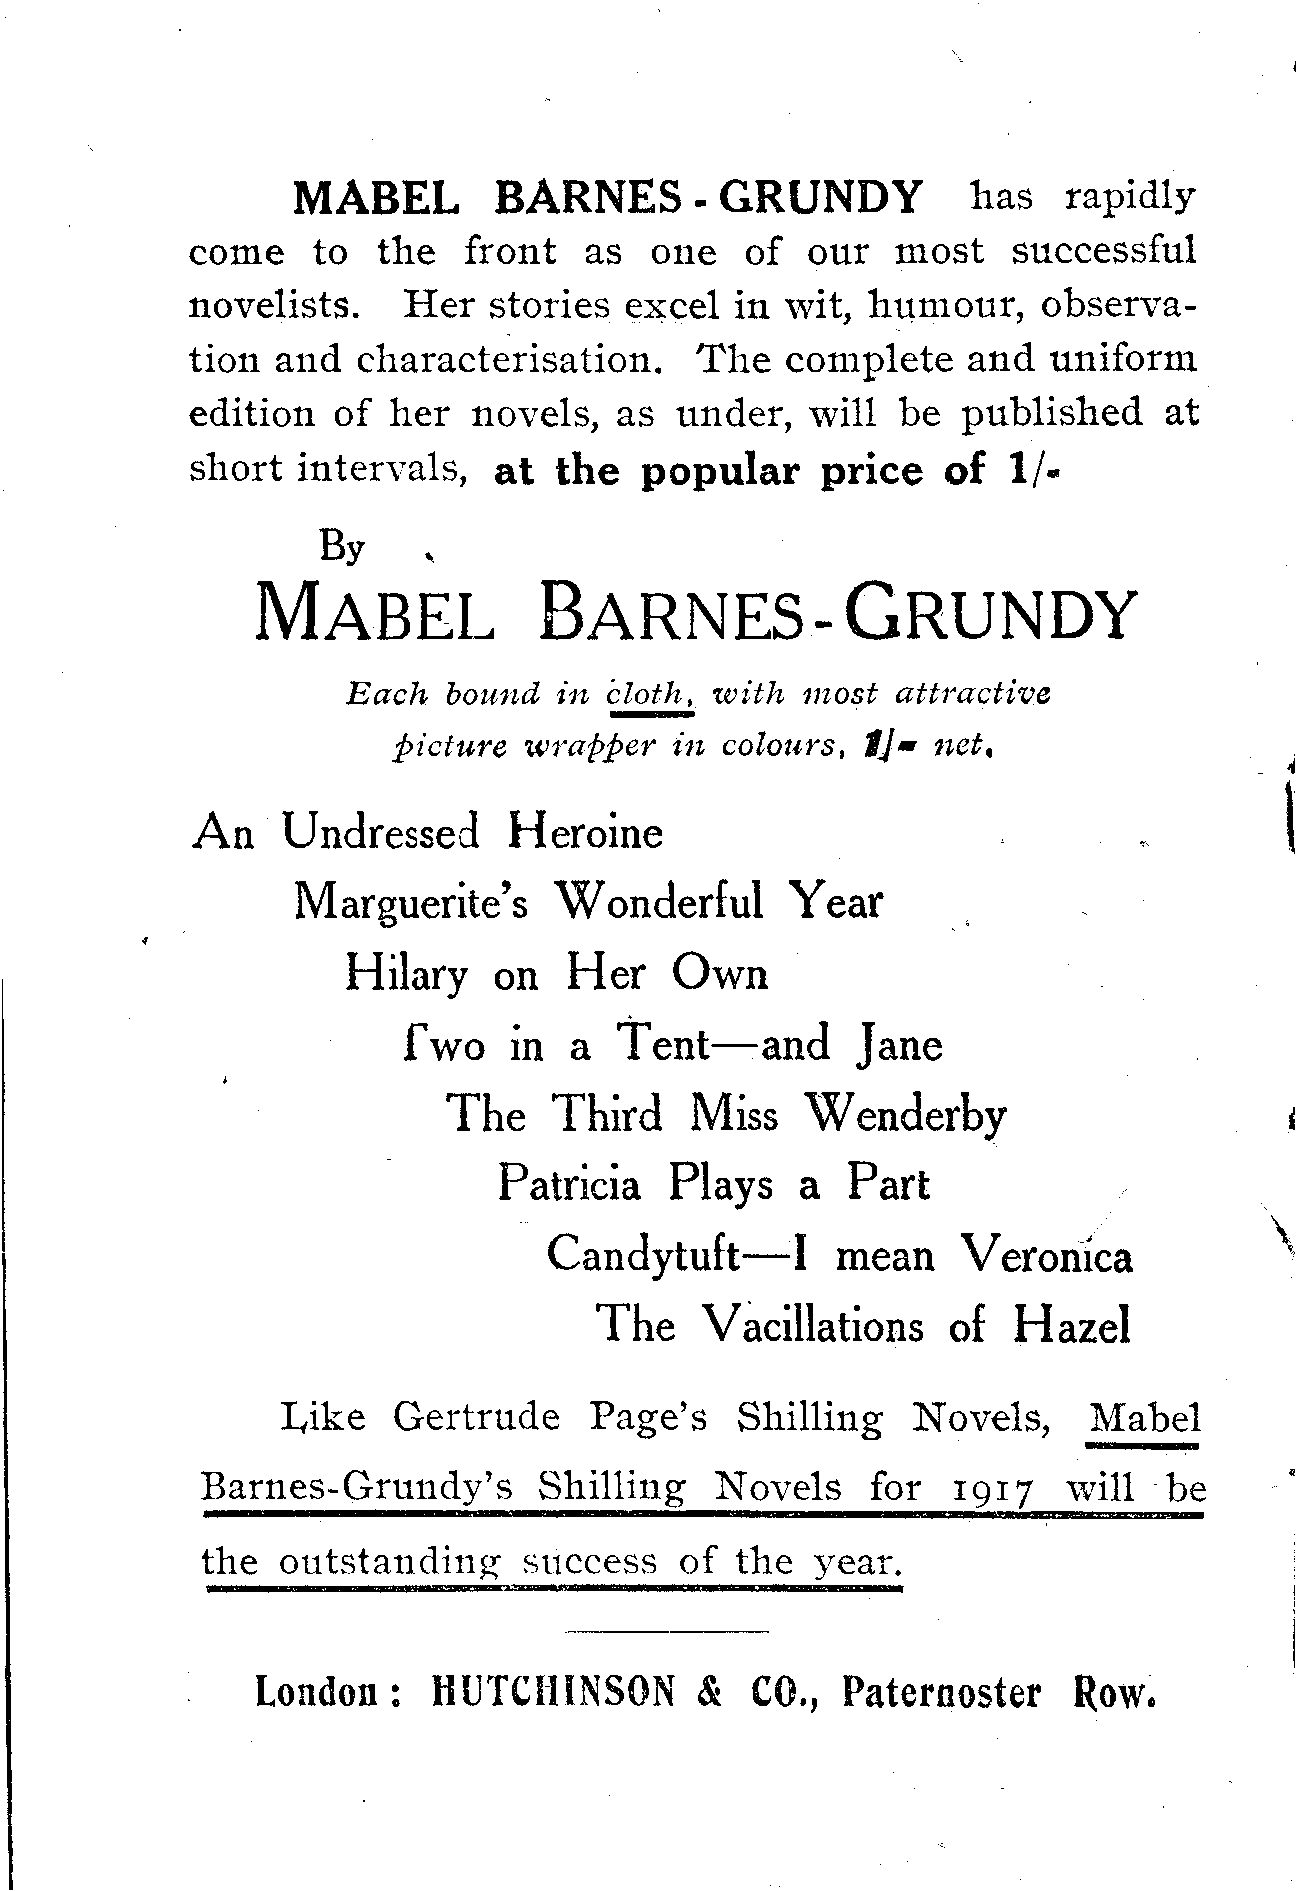 MABEL BARNES-GRUNDY has rapidly
come to the front as one of our most successful
novelists. Her stories excel in wit, humour, observa-
tion and characterisation. The complete and uniform
edition of her novels, as under, will be published at
short intervals, at the popular price of 1/-
By
MABEL BARNES-GRUNDY
Each bound in cloth, with most attractive
picture wrapper in colours, 1/- net.
An Undressed Heroine
Marguerite's Wonderful Year
Hilary on Her Own
Two in a Tent—and Jane
The Third Miss Wenderby
Patricia Plays a Part
Candytuft—I mean Veronica
The Vacillations of Hazel
Like Gertrude Page's Shilling Novels, Mabel
Barnes-Grundy's Shilling Novels for 1917 will be
the outstanding success of the year.
London: HUTCHINSON & CO., Paternoster Row.